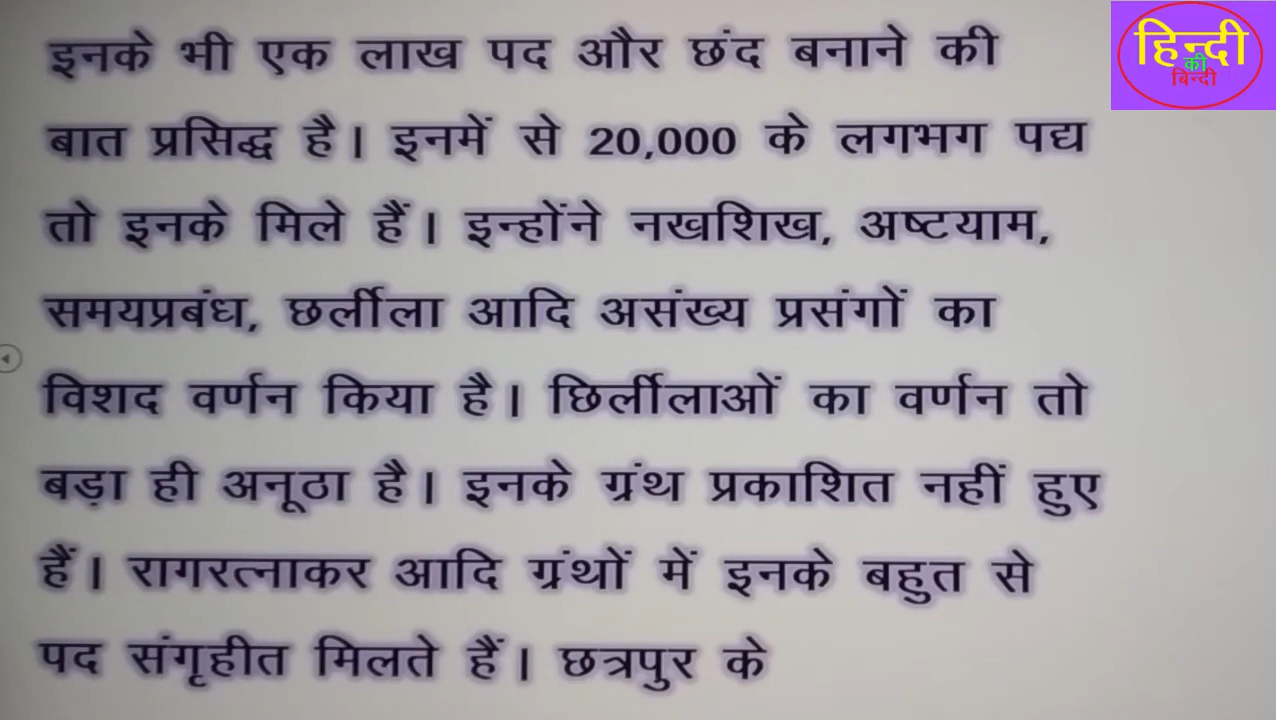 इनके भी एक लाख पद और छंद बनाने की
बात प्रसिद्ध है। इनमें से 20,000 के लगभग पद्य
तो इनके मिले हैं। इन्होंने नखशिख, अष्टयाम,
समयप्रबंध, छर्लीला आदि असंख्य प्रसंगों का
विशद वर्णन किया है। छिर्लीलाओं का वर्णन तो
बड़ा ही अनूठा है। इनके ग्रंथ प्रकाशित नहीं हुए
हैं। रागरत्नाकर आदि ग्रंथों में इनके बहुत से
पद संगृहीत मिलते हैं। छत्रपुर के
हिन्दी
की
बिन्दी